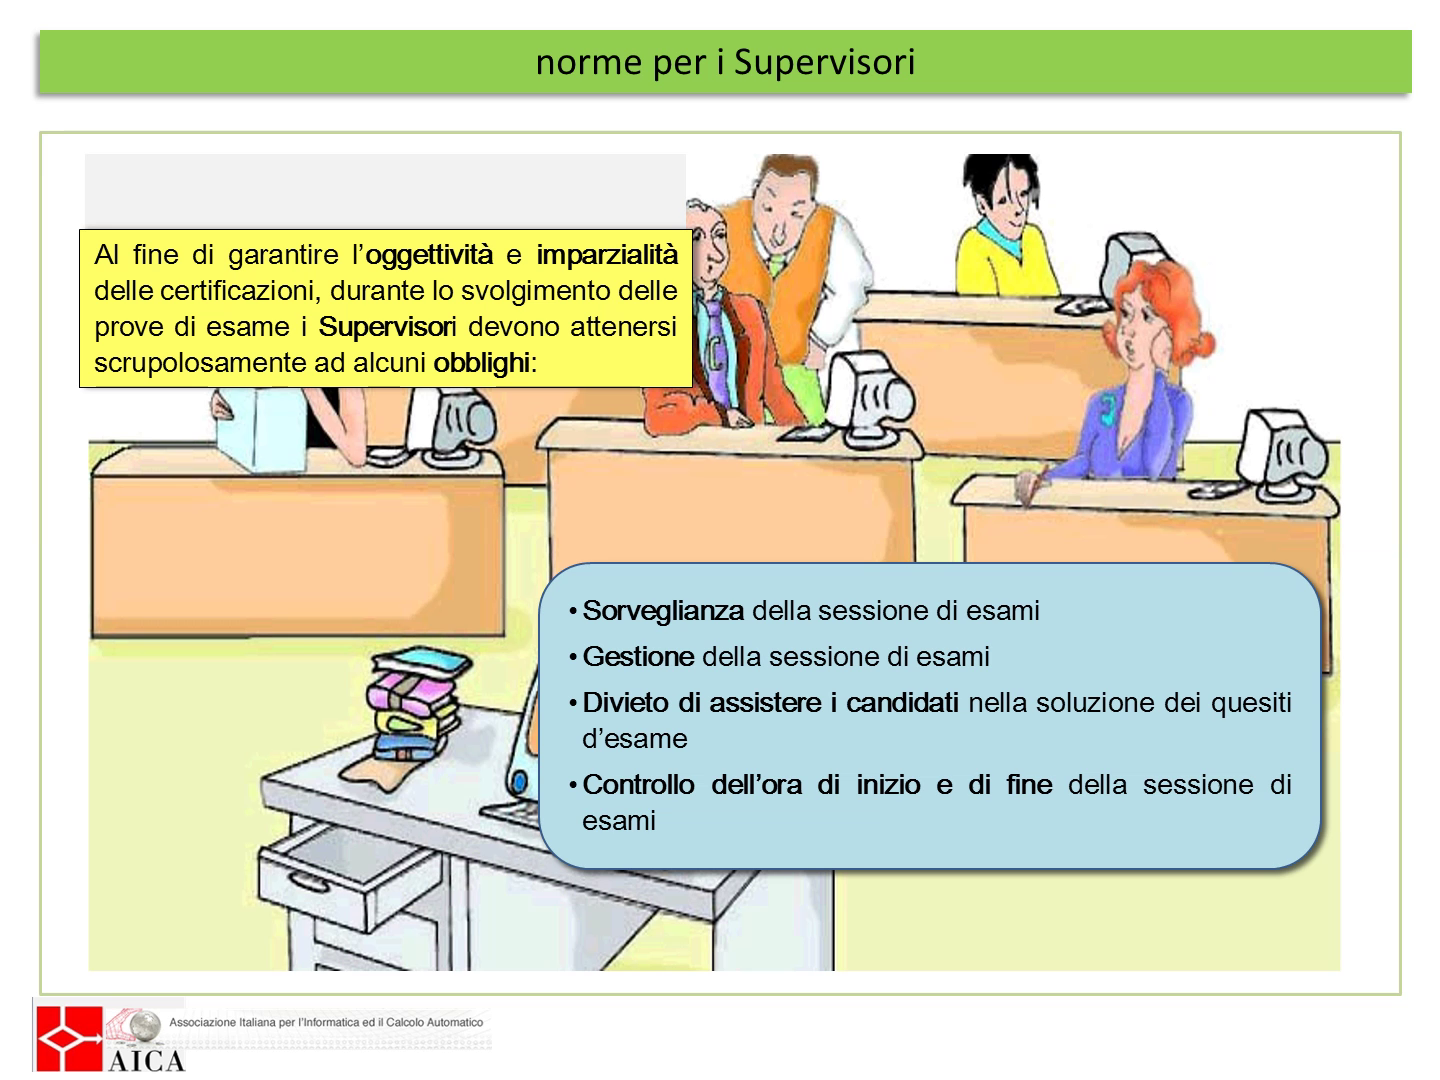 norme per i Supervisori
Al fine di garantire l’oggettività e imparzialità
delle certificazioni, durante lo svolgimento delle
prove di esame i Supervisori devono attenersi
scrupolosamente ad alcuni obblighi:
• Sorveglianza della sessione di esami
• Gestione della sessione di esami
• Divieto di assistere i candidati nella soluzione dei quesiti
d’esame
• Controllo dell’ora di inizio e di fine della sessione di
esami
Associazione Italiana per l'Informatica ed il Calcolo Automatico
AICA